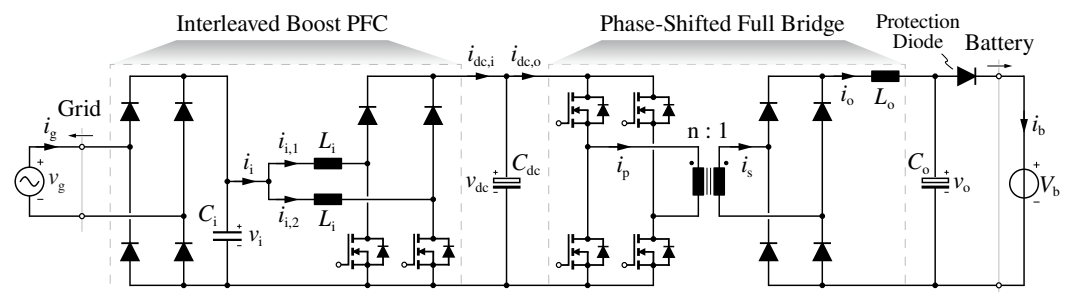 Interleaved Boost PFC
Phase-Shifted Full Bridge
Protection
Diode
Battery
i_dc,i
i_dc,o
i_o
L_o
Grid
i_g
n : 1
i_i,1
L_i
i_i
C_dc
i_p
i_s
C_o
i_b
v_g
v_dc
v_o
V_b
C_i
v_i
i_i,2
L_i